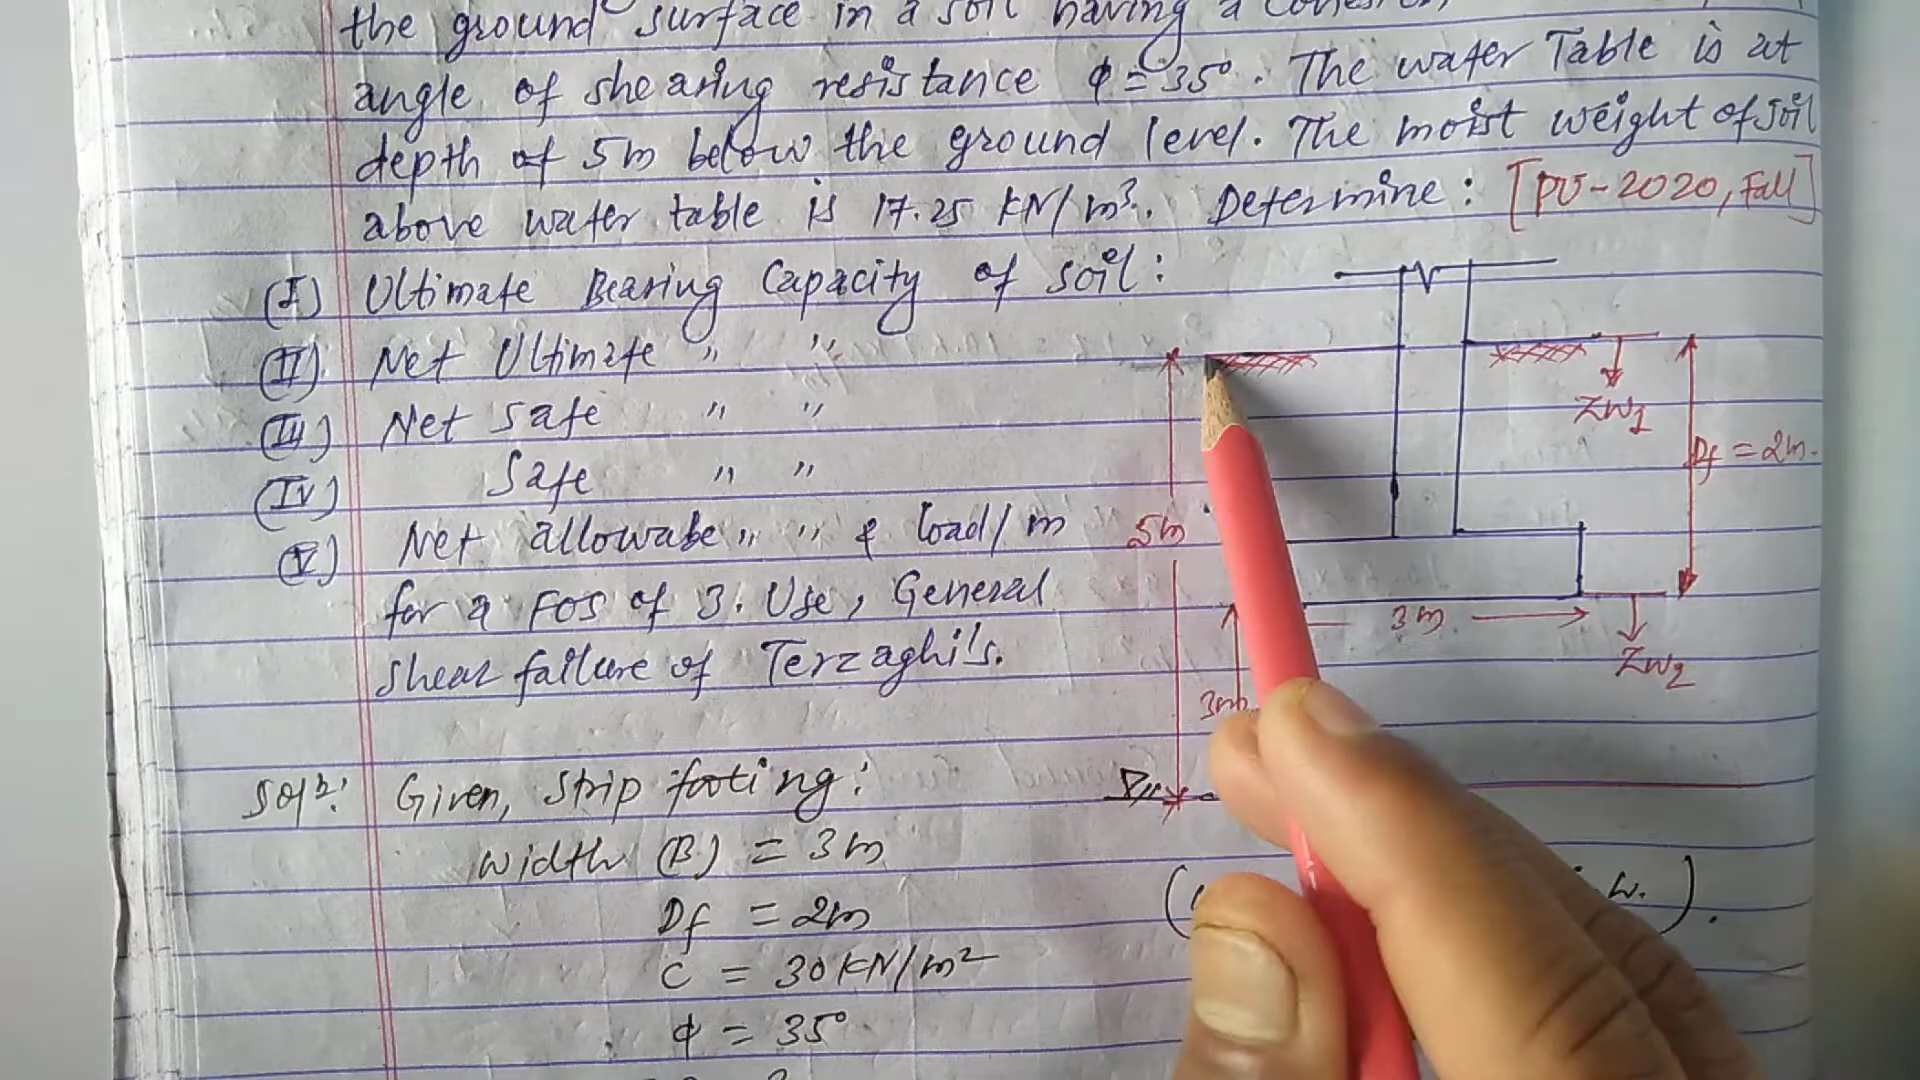 the ground surface in a soil having a cohesion
angle of shearing resistance φ = 35°. The water Table is at
depth of 5m below the ground level. The moist weight of soil
above water table is 17.25 KN/m³. Determine: [PU-2020, Fall]
(I) Ultimate Bearing Capacity of soil:
(II) Net Ultimate " "
(III) Net safe " "
(IV) Safe " "
(V) Net allowabe " " & load/m
for a FOS of 3. Use, General
shear failure of Terzaghi's.
Zw1
Df = 2m.
5m
3m
Zw2
3m
Solⁿ: Given, strip footing:
width (B) = 3m
Df = 2m
C = 30 KN/m²
φ = 35°
w.).